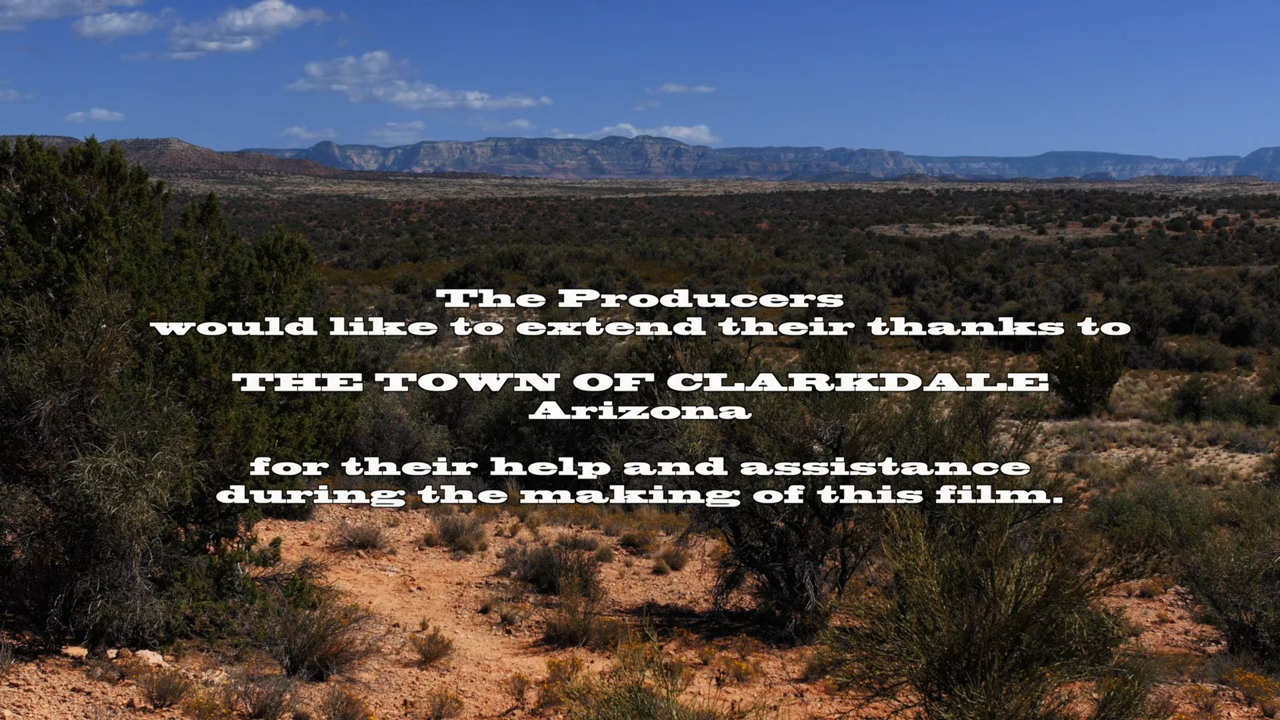 The Producers
would like to extend their thanks to
THE TOWN OF CLARKDALE
Arizona
for their help and assistance
during the making of this film.